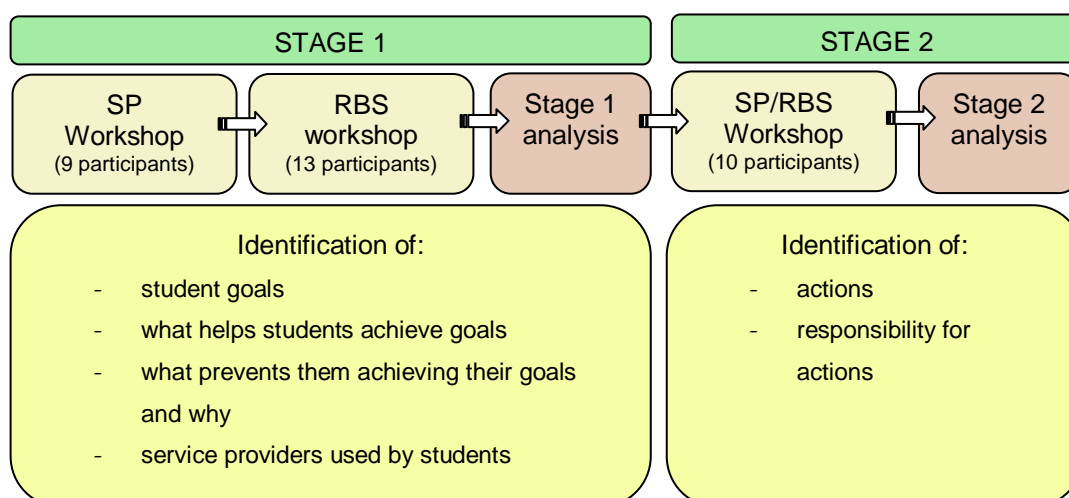 STAGE 1
STAGE 2
SP
Workshop
(9 participants)
RBS
workshop
(13 participants)
Stage 1
analysis
SP/RBS
Workshop
(10 participants)
Stage 2
analysis
Identification of:
- student goals
- what helps students achieve goals
- what prevents them achieving their goals
and why
- service providers used by students
Identification of:
- actions
- responsibility for
actions